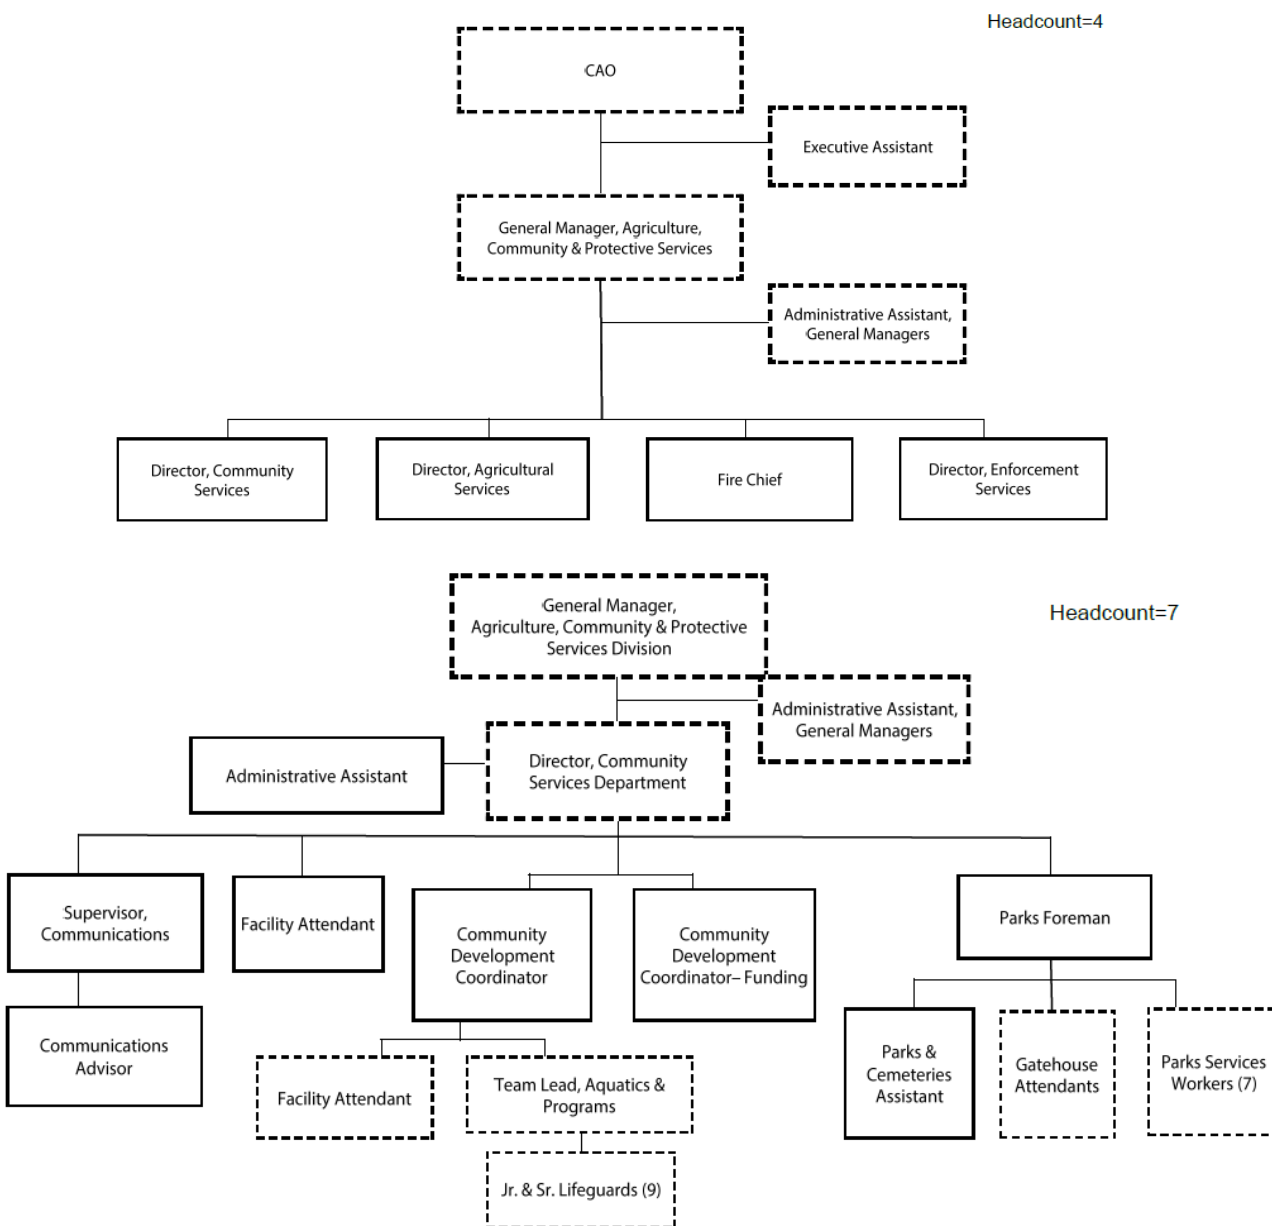 Headcount=4
CAO
Executive Assistant
General Manager, Agriculture,
Community & Protective Services
Administrative Assistant,
General Managers
Director, Community
Services
Director, Agricultural
Services
Fire Chief
Director, Enforcement
Services
General Manager,
Agriculture, Community & Protective
Services Division
Headcount=7
Administrative Assistant,
General Managers
Administrative Assistant
Director, Community
Services Department
Supervisor,
Communications
Facility Attendant
Community
Development
Coordinator
Community
Development
Coordinator– Funding
Parks Foreman
Communications
Advisor
Facility Attendant
Team Lead, Aquatics &
Programs
Jr. & Sr. Lifeguards (9)
Parks &
Cemeteries
Assistant
Gatehouse
Attendants
Parks Services
Workers (7)